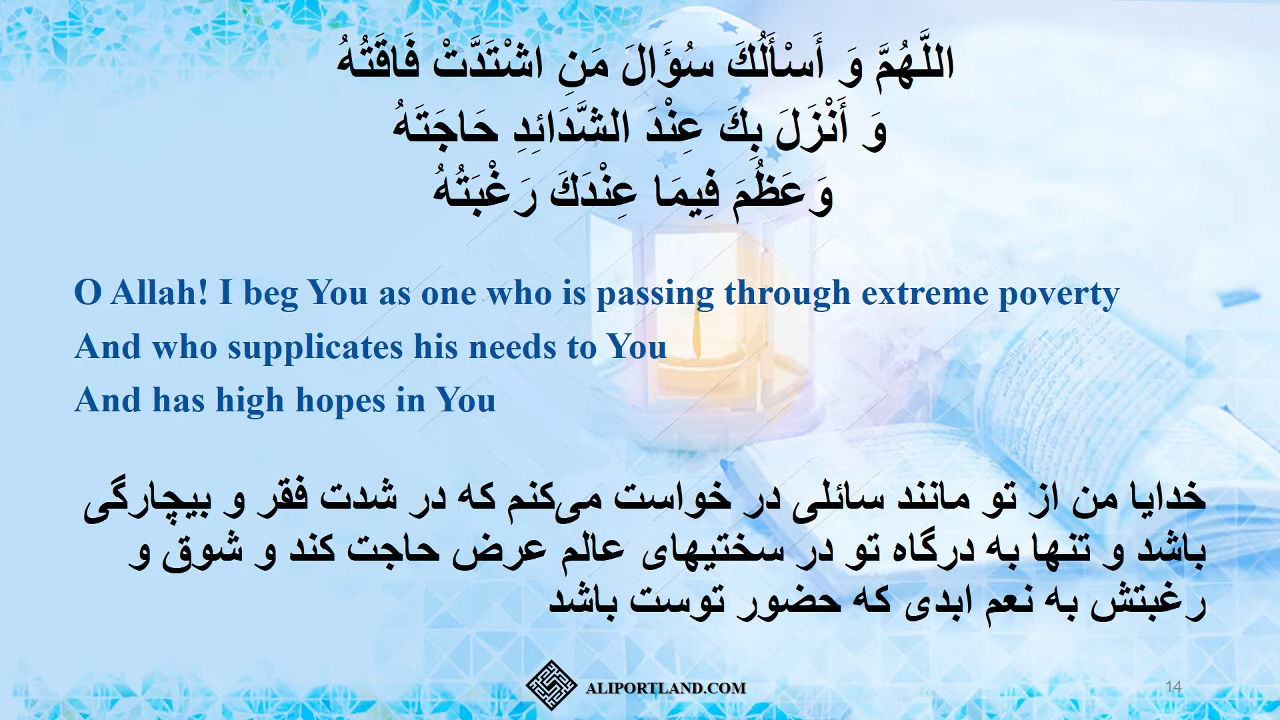 اللَّهُمَّ وَ أَسْأَلُكَ سُؤَالَ مَنِ اشْتَدَّتْ فَاقَتُهُ
وَ أَنْزَلَ بِكَ عِنْدَ الشَّدَائِدِ حَاجَتَهُ
وَعَظُمَ فِيمَا عِنْدَكَ رَغْبَتُهُ
O Allah! I beg You as one who is passing through extreme poverty
And who supplicates his needs to You
And has high hopes in You
خدایا من از تو مانند سائلی در خواست می‌کنم که در شدت فقر و بیچارگی
باشد و تنها به درگاه تو در سختیهای عالم عرض حاجت کند و شوق و
رغبتش به نعم ابدی که حضور توست باشد
ALIPORTLAND.COM
14